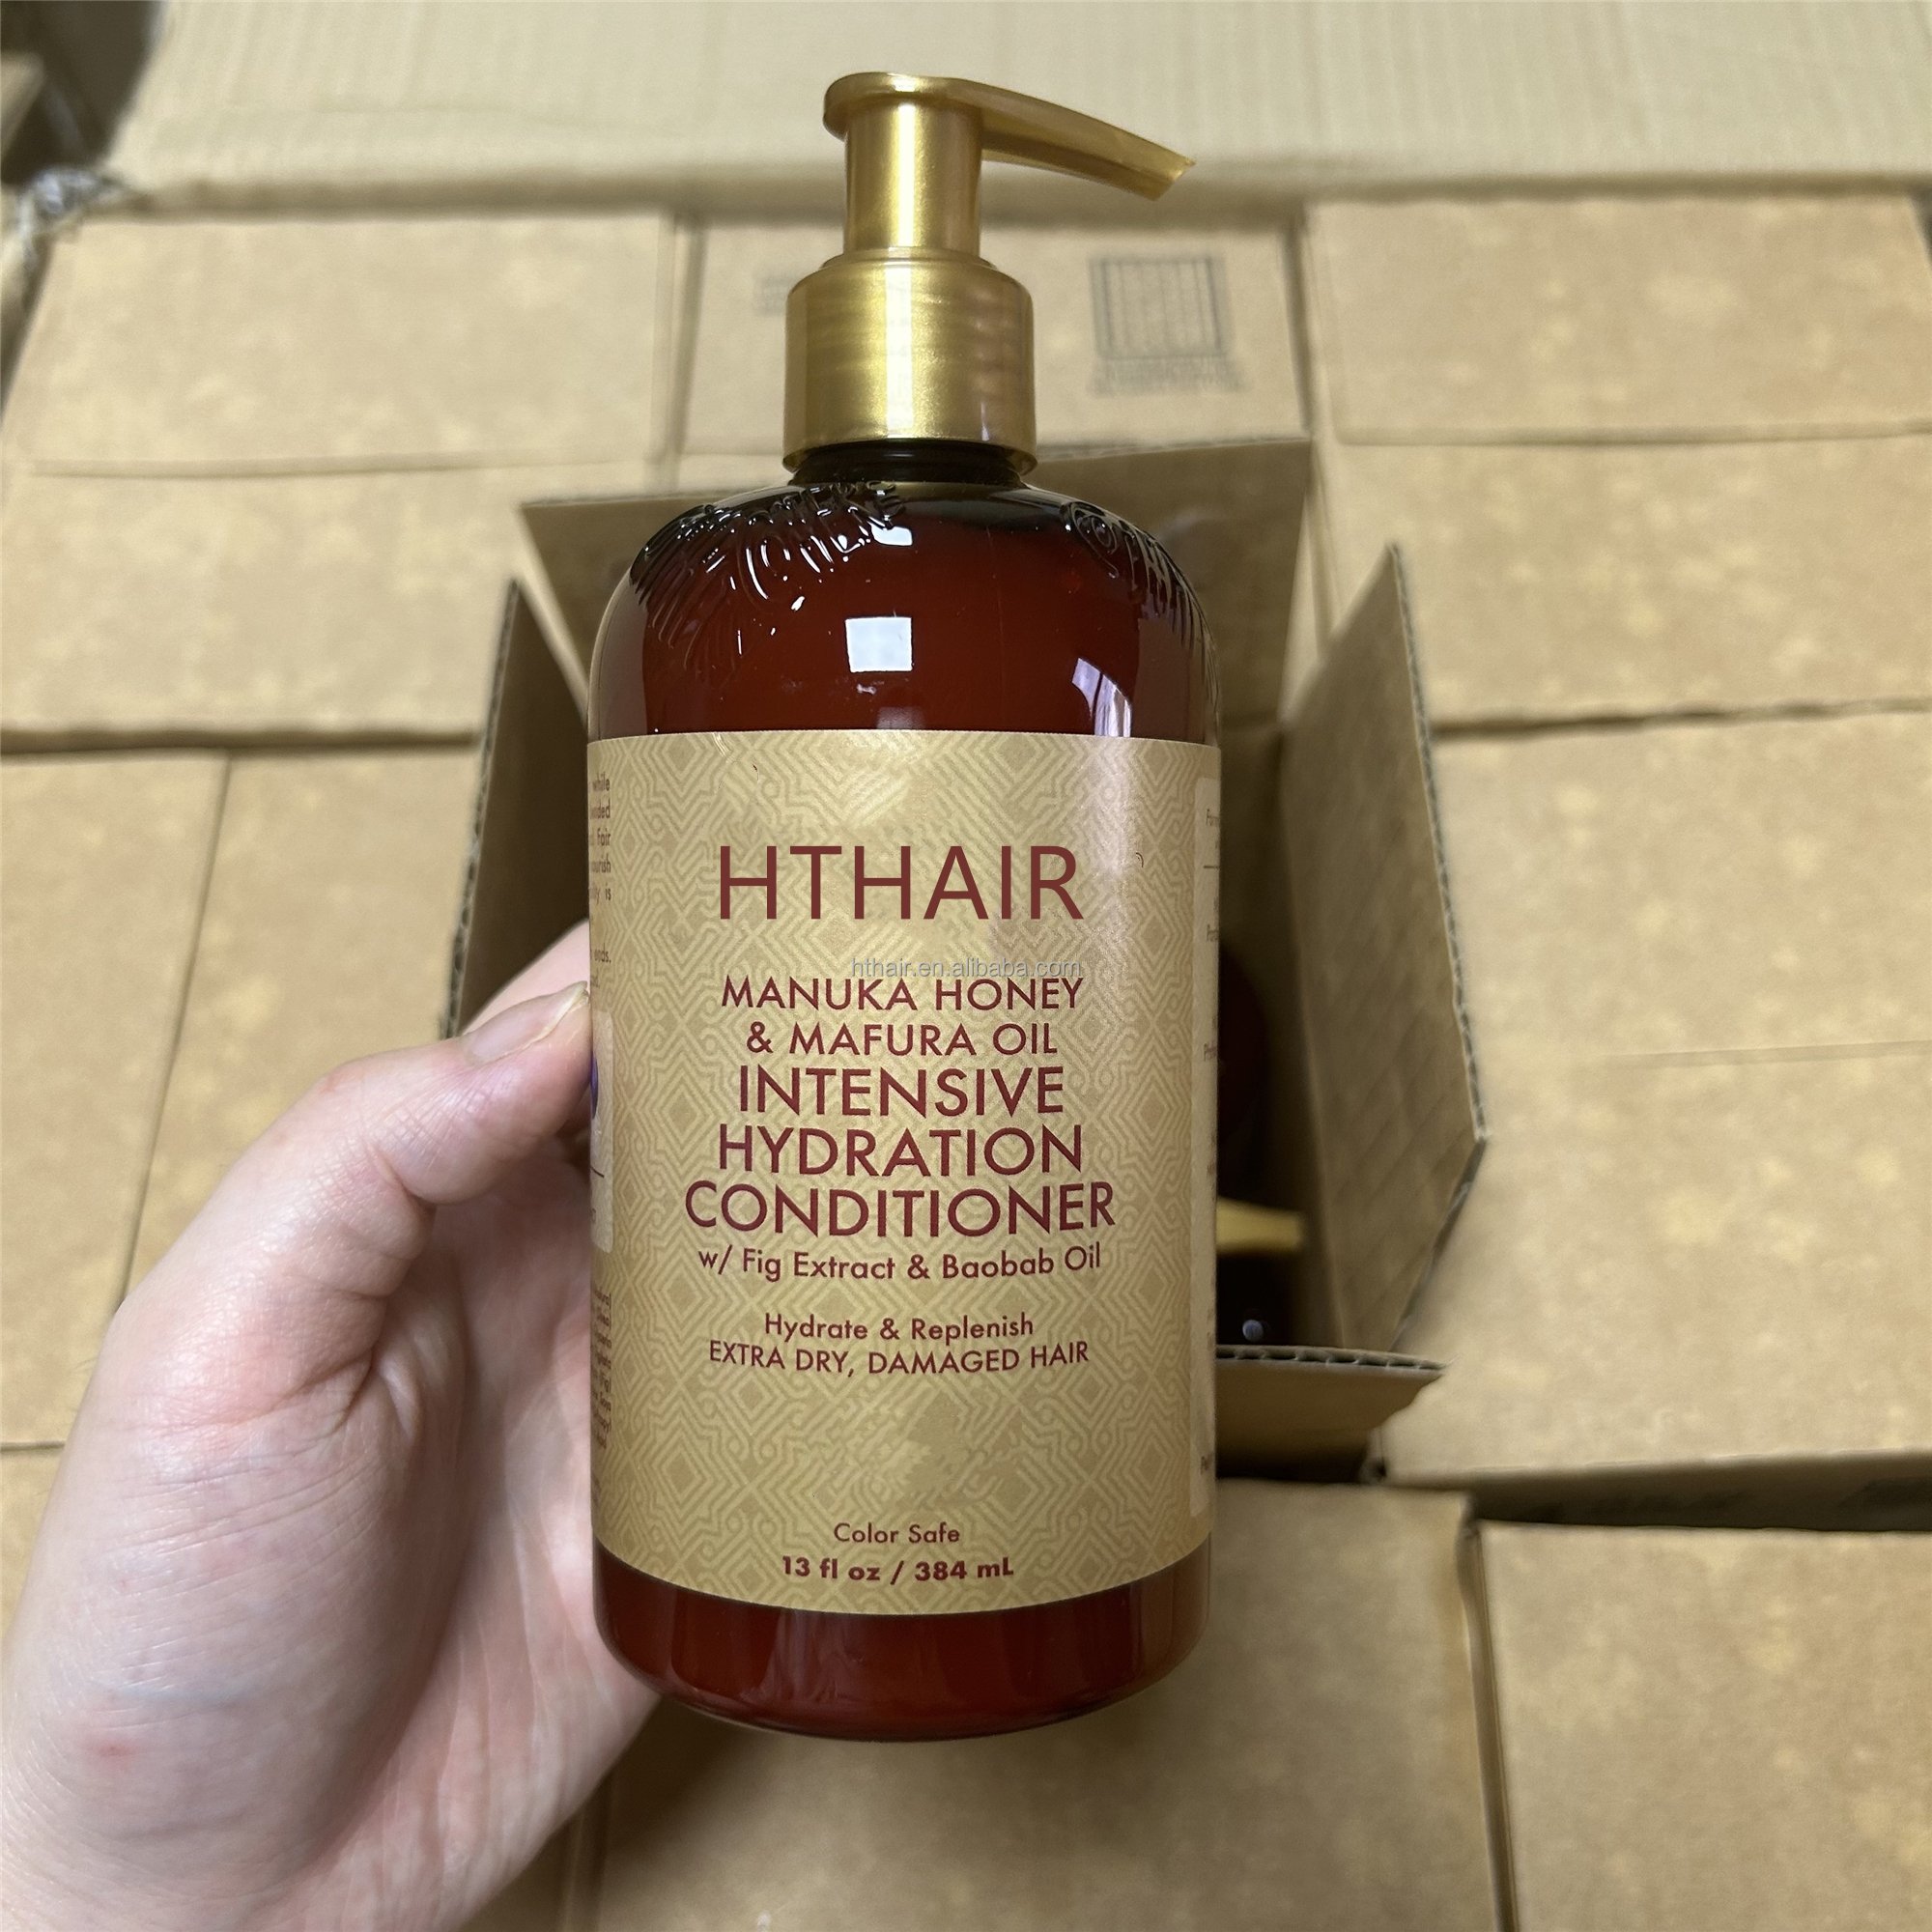 HTHAIR
hthair.en.alibaba.com
MANUKA HONEY
& MAFURA OIL
INTENSIVE
HYDRATION
CONDITIONER
w/ Fig Extract & Baobab Oil
Hydrate & Replenish
EXTRA DRY, DAMAGED HAIR
Color Safe
13 fl oz / 384 mL
while